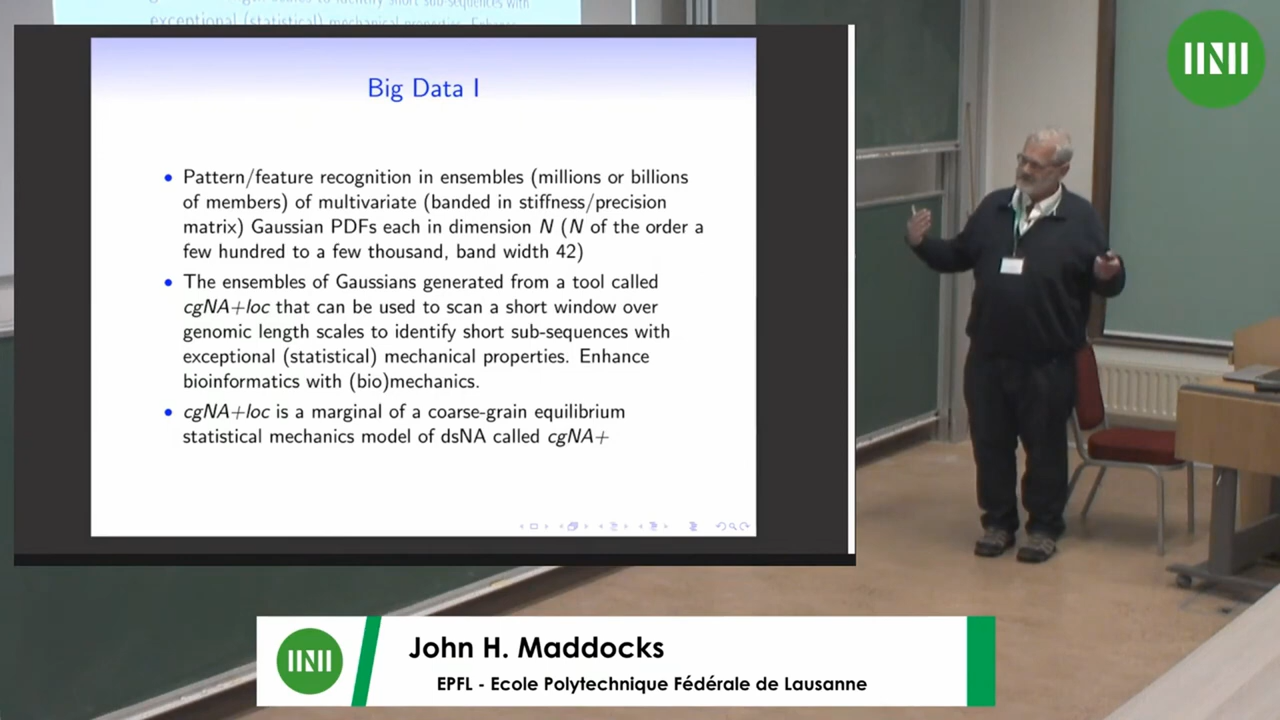 exceptional (statistical) mechanical properties. Enhance
Big Data I
• Pattern/feature recognition in ensembles (millions or billions
of members) of multivariate (banded in stiffness/precision
matrix) Gaussian PDFs each in dimension N (N of the order a
few hundred to a few thousand, band width 42)
• The ensembles of Gaussians generated from a tool called
cgNA+loc that can be used to scan a short window over
genomic length scales to identify short sub-sequences with
exceptional (statistical) mechanical properties. Enhance
bioinformatics with (bio)mechanics.
• cgNA+loc is a marginal of a coarse-grain equilibrium
statistical mechanics model of dsNA called cgNA+
John H. Maddocks
EPFL - Ecole Polytechnique Fédérale de Lausanne